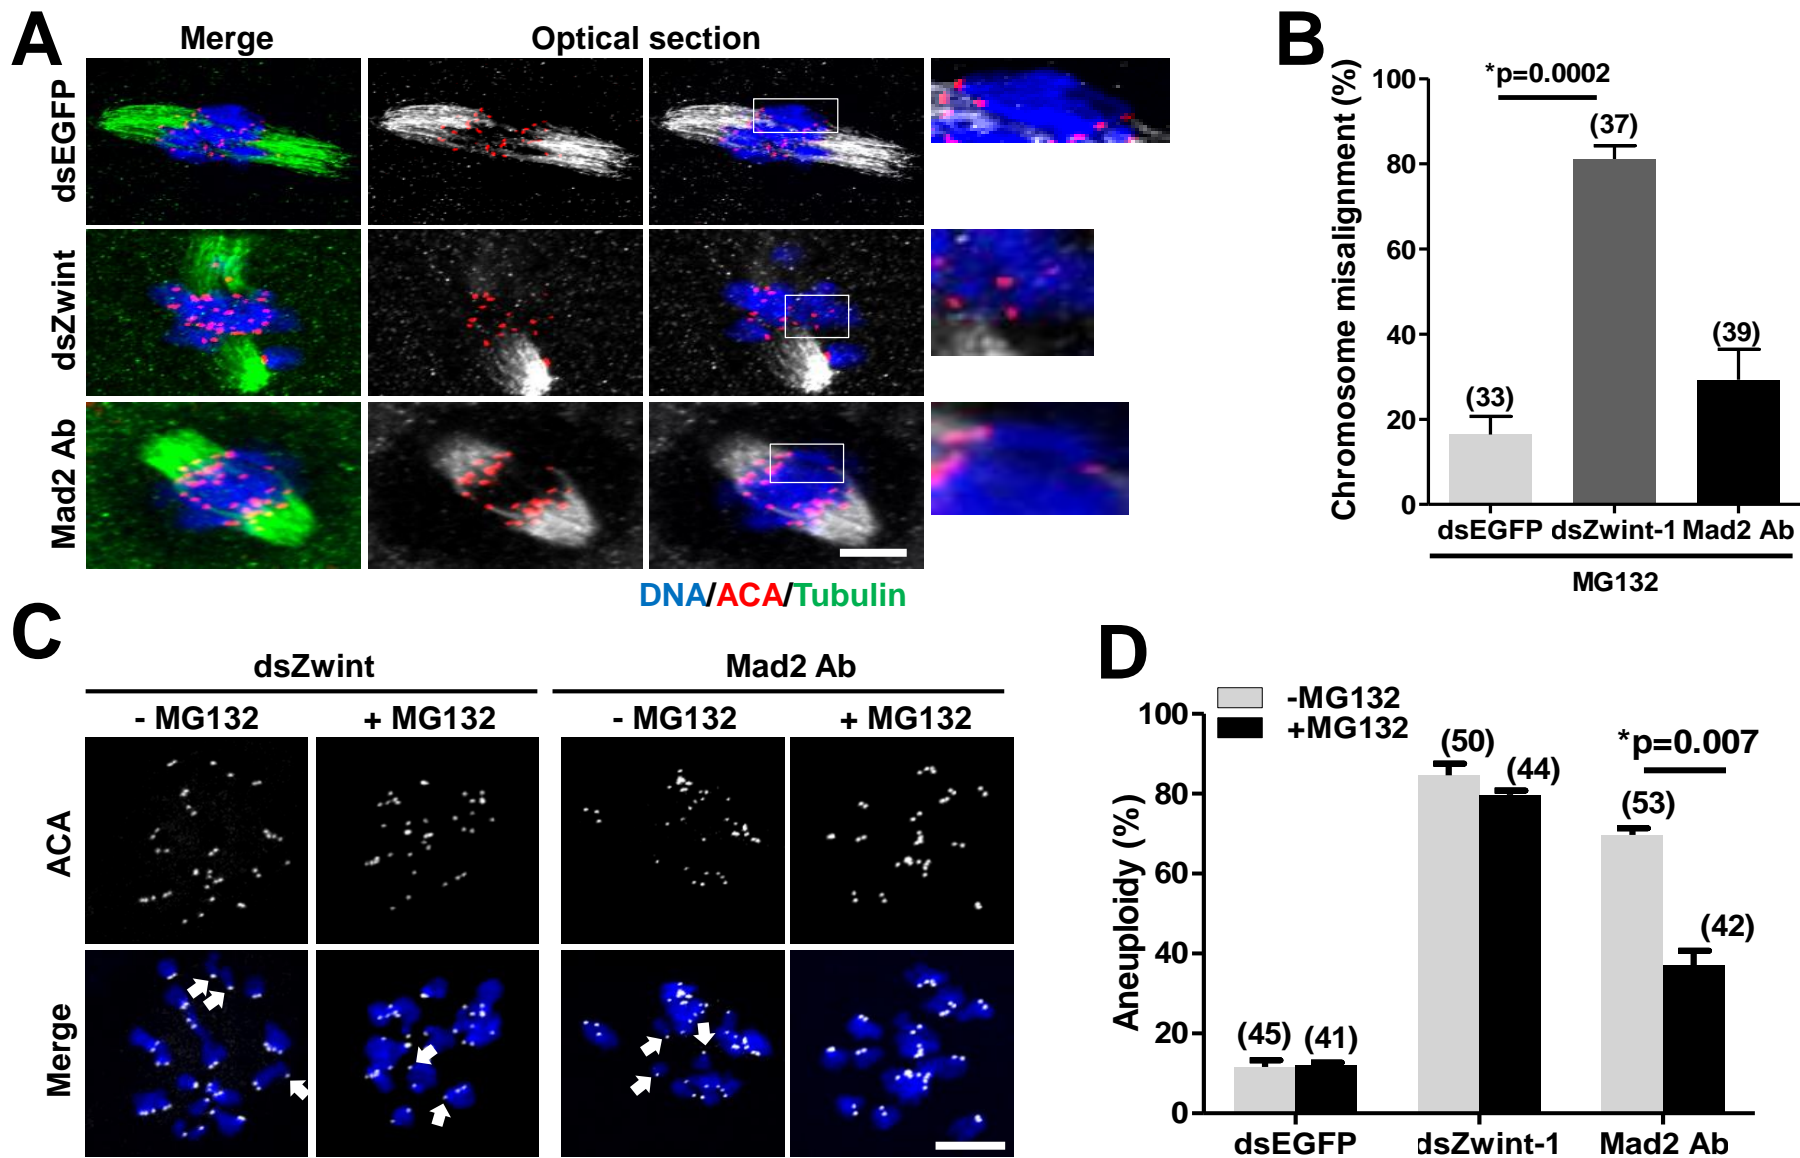 A
Merge
Optical section
dsEGFP
dsZwint
Mad2 Ab
DNA/ACA/Tubulin
B
Chromosome misalignment (%)
100
80
60
40
20
0
*p=0.0002
(33)
(37)
(39)
dsEGFP dsZwint-1 Mad2 Ab
MG132
C
dsZwint
Mad2 Ab
- MG132
+ MG132
- MG132
+ MG132
ACA
Merge
D
-MG132
+MG132
Aneuploidy (%)
100
80
60
40
20
0
*p=0.007
(45)
(41)
(50)
(44)
(53)
(42)
dsEGFP
dsZwint-1
Mad2 Ab